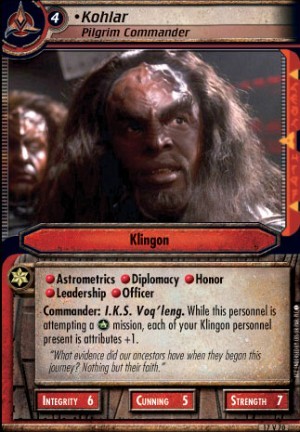 4 •Kohlar
Pilgrim Commander
Klingon
•Astrometrics •Diplomacy •Honor
•Leadership •Officer
Commander: I.K.S. Voq'leng. While this personnel
is attempting a mission, each of your Klingon personnel
present is attributes +1.
"What evidence did our ancestors have when they began this
journey? Nothing but their faith."
INTEGRITY 6 CUNNING 5 STRENGTH 7